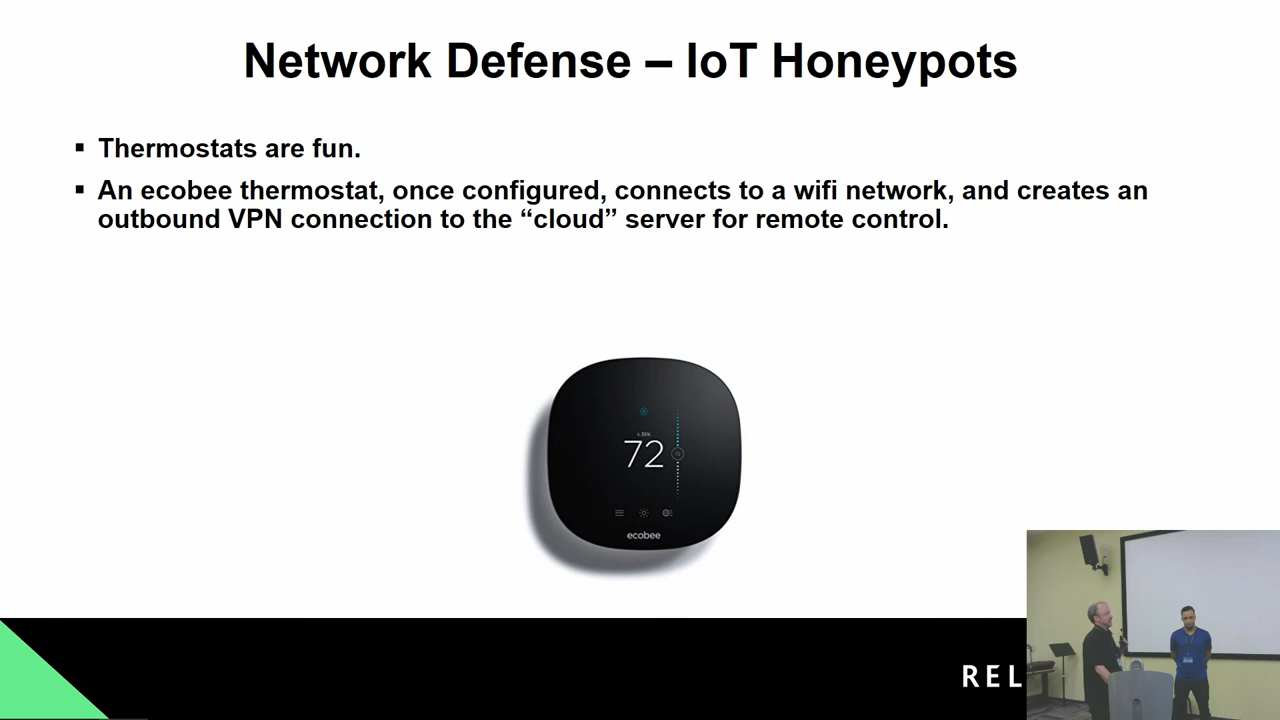 Network Defense – IoT Honeypots
▪ Thermostats are fun.
▪ An ecobee thermostat, once configured, connects to a wifi network, and creates an
outbound VPN connection to the “cloud” server for remote control.
72
ecobee
REL